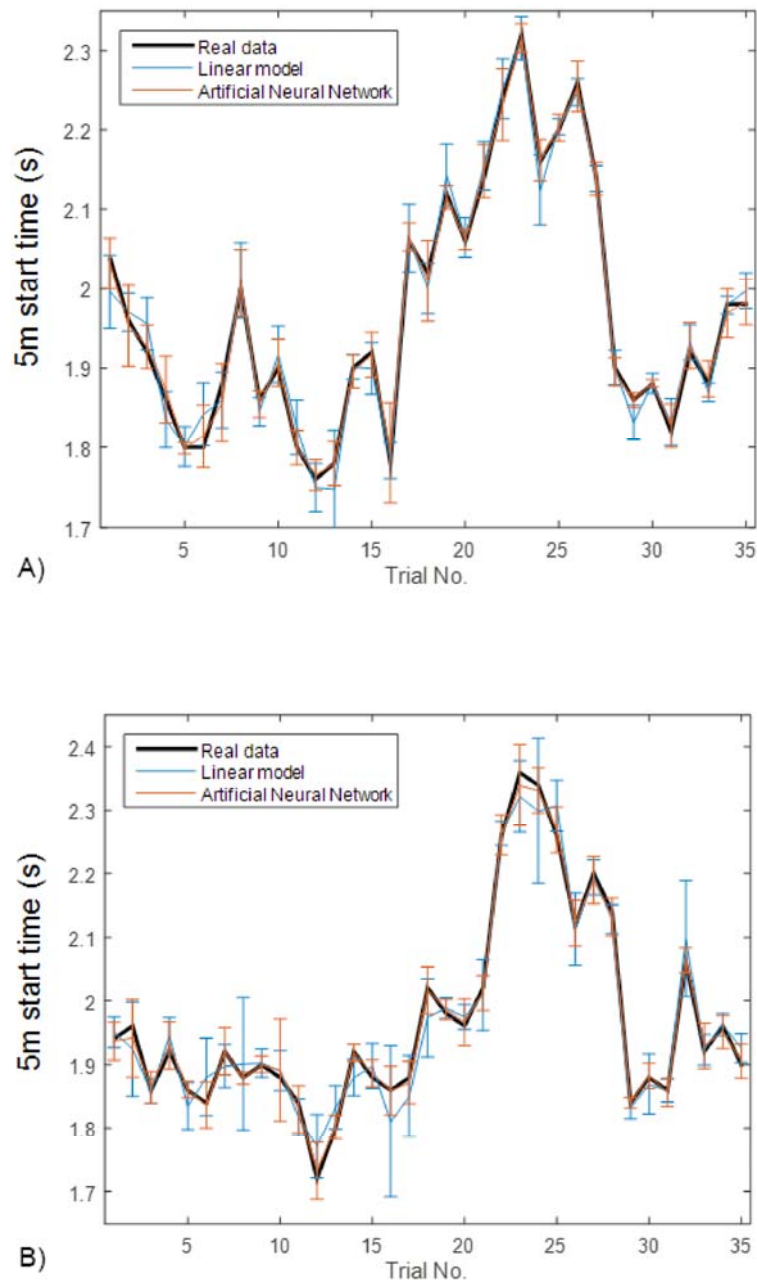 2.3
2.2
2.1
2
1.9
1.8
1.7
5m start time (s)
Real data
Linear model
Artificial Neural Network
5 10 15 20 25 30 35
Trial No.
A)
2.4
2.3
2.2
2.1
2
1.9
1.8
1.7
5m start time (s)
Real data
Linear model
Artificial Neural Network
5 10 15 20 25 30 35
Trial No.
B)